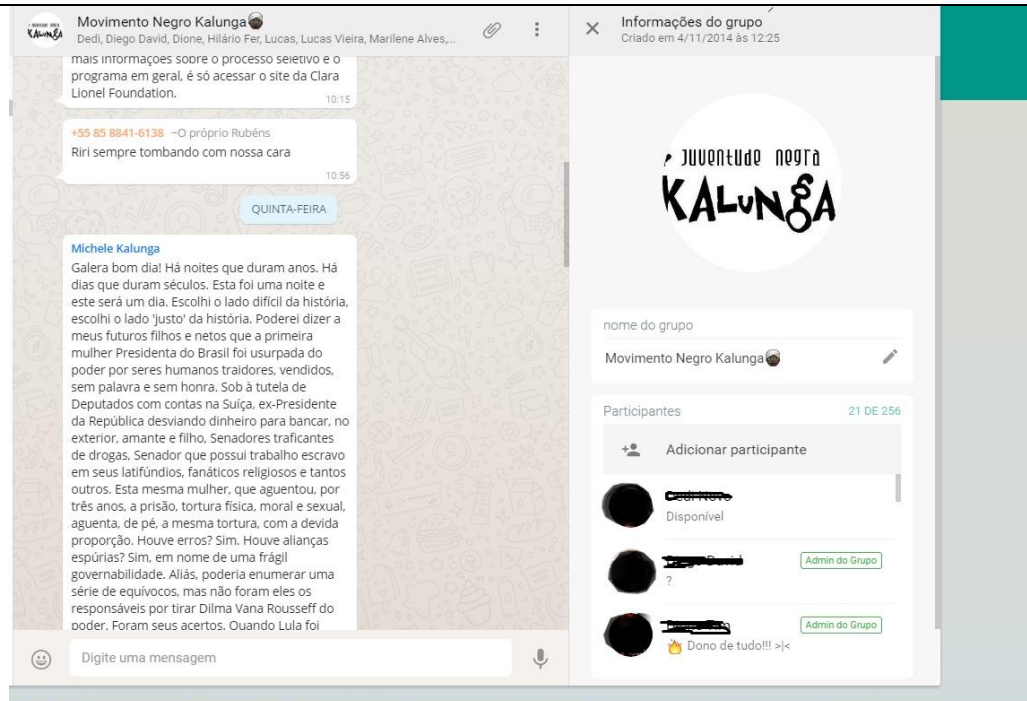 Movimento Negro Kalunga
Dedi, Diego David, Dione, Hilário Fer, Lucas, Lucas Vieira, Marilene Alves,...
mais informações sobre o processo seletivo e o
programa em geral, é só acessar o site da Clara
Lionel Foundation.
10:15
+55 85 8841-6138 ~O próprio Rubéns
Riri sempre tombando com nossa cara
10:56
QUINTA-FEIRA
Michele Kalunga
Galera bom dia! Há noites que duram anos. Há
dias que duram séculos. Esta foi uma noite e
este será um dia. Escolhi o lado difícil da história,
escolhi o lado 'justo' da história. Poderei dizer a
meus futuros filhos e netos que a primeira
mulher Presidenta do Brasil foi usurpada do
poder por seres humanos traidores, vendidos,
sem palavra e sem honra. Sob à tutela de
Deputados com contas na Suíça, ex-Presidente
da República desviando dinheiro para bancar, no
exterior, amante e filho, Senadores traficantes
de drogas, Senador que possui trabalho escravo
em seus latifúndios, fanáticos religiosos e tantos
outros. Esta mesma mulher, que aguentou, por
três anos, a prisão, tortura física, moral e sexual,
aguenta, de pé, a mesma tortura, com a devida
proporção. Houve erros? Sim. Houve alianças
espúrias? Sim, em nome de uma frágil
governabilidade. Aliás, poderia enumerar uma
série de equívocos, mas não foram eles os
responsáveis por tirar Dilma Vana Rousseff do
poder. Foram seus acertos. Quando Lula foi
Digite uma mensagem
Informações do grupo
Criado em 4/11/2014 às 12:25
juventude negra
KALUNGA
nome do grupo
Movimento Negro Kalunga
Participantes 21 DE 256
Adicionar participante
Disponível
Admin do Grupo
?
Admin do Grupo
Dono de tudo!!! >|<